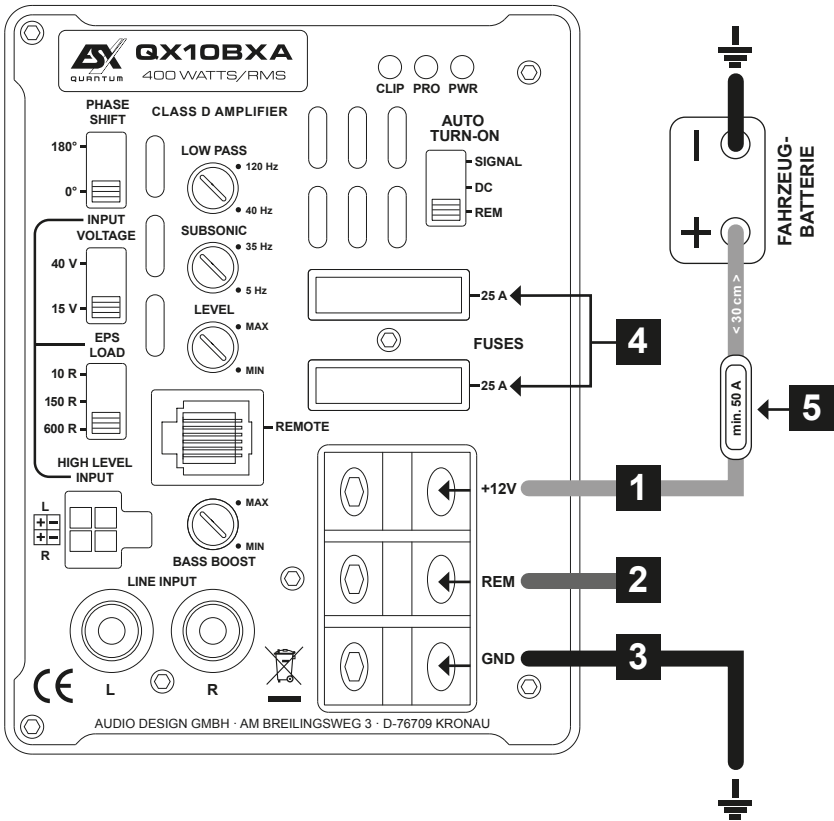 ESX
QUANTUM
QX10BXA
400 WATTS/RMS
CLIP PRO PWR
PHASE
SHIFT
180°
0°
CLASS D AMPLIFIER
LOW PASS
120 Hz
40 Hz
AUTO
TURN-ON
SIGNAL
DC
REM
INPUT
VOLTAGE
40 V
15 V
SUBSONIC
35 Hz
5 Hz
LEVEL
MAX
MIN
EPS
LOAD
10 R
150 R
600 R
25 A
FUSES
25 A
4
REMOTE
HIGH LEVEL
INPUT
L
+ −
+ −
R
MAX
MIN
BASS BOOST
LINE INPUT
L R
+12V
1
REM
2
GND
3
CE
AUDIO DESIGN GMBH · AM BREILINGSWEG 3 · D-76709 KRONAU
−
+
FAHRZEUG-
BATTERIE
< 30 cm >
min. 50 A
5